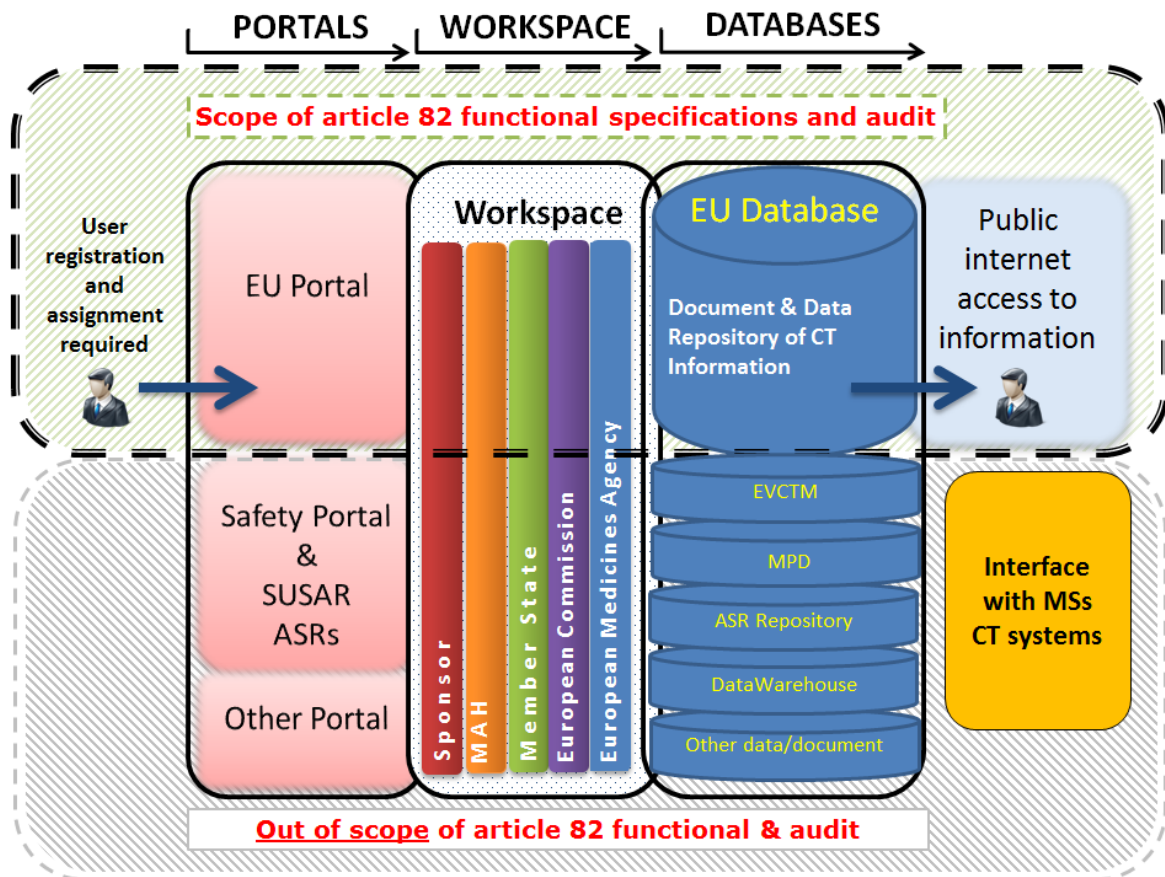 PORTALS
WORKSPACE
DATABASES
Scope of article 82 functional specifications and audit
User
registration
and
assignment
required
EU Portal
Workspace
EU Database
Document & Data
Repository of CT
Information
Public
internet
access to
information
Safety Portal
&
SUSAR
ASRs
Other Portal
Sponsor
MAH
Member State
European Commission
European Medicines Agency
EVCTM
MPD
ASR Repository
DataWarehouse
Other data/document
Interface
with MSs
CT systems
Out of scope of article 82 functional & audit